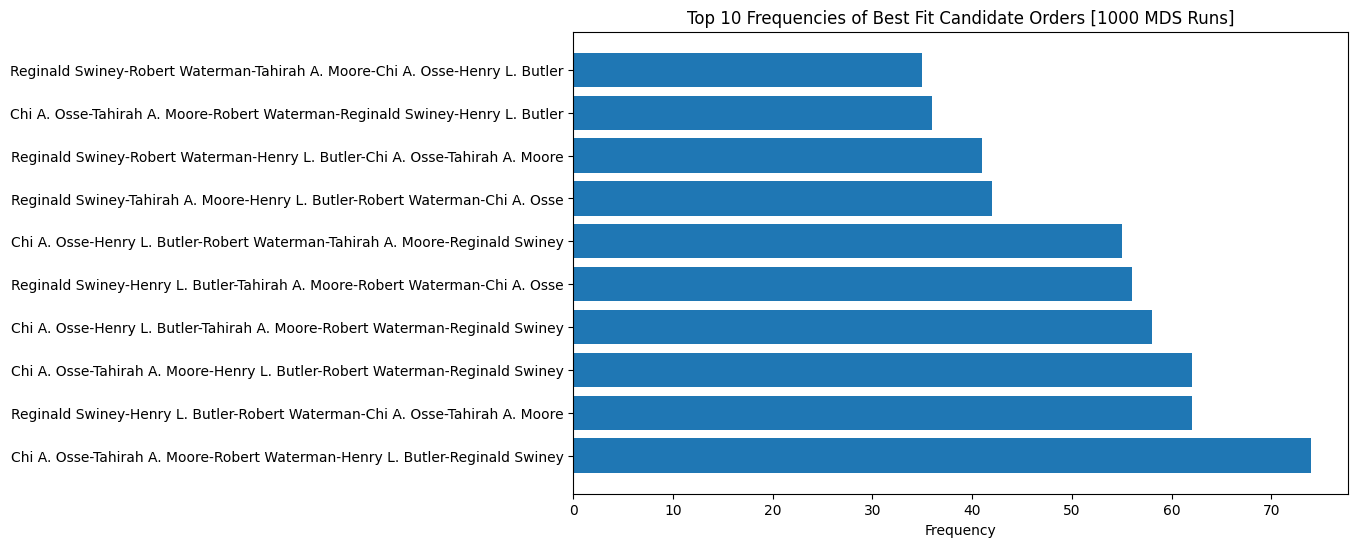 Top 10 Frequencies of Best Fit Candidate Orders [1000 MDS Runs]
Reginald Swiney-Robert Waterman-Tahirah A. Moore-Chi A. Osse-Henry L. Butler
Chi A. Osse-Tahirah A. Moore-Robert Waterman-Reginald Swiney-Henry L. Butler
Reginald Swiney-Robert Waterman-Henry L. Butler-Chi A. Osse-Tahirah A. Moore
Reginald Swiney-Tahirah A. Moore-Henry L. Butler-Robert Waterman-Chi A. Osse
Chi A. Osse-Henry L. Butler-Robert Waterman-Tahirah A. Moore-Reginald Swiney
Reginald Swiney-Henry L. Butler-Tahirah A. Moore-Robert Waterman-Chi A. Osse
Chi A. Osse-Henry L. Butler-Tahirah A. Moore-Robert Waterman-Reginald Swiney
Chi A. Osse-Tahirah A. Moore-Henry L. Butler-Robert Waterman-Reginald Swiney
Reginald Swiney-Henry L. Butler-Robert Waterman-Chi A. Osse-Tahirah A. Moore
Chi A. Osse-Tahirah A. Moore-Robert Waterman-Henry L. Butler-Reginald Swiney
0 10 20 30 40 50 60 70
Frequency